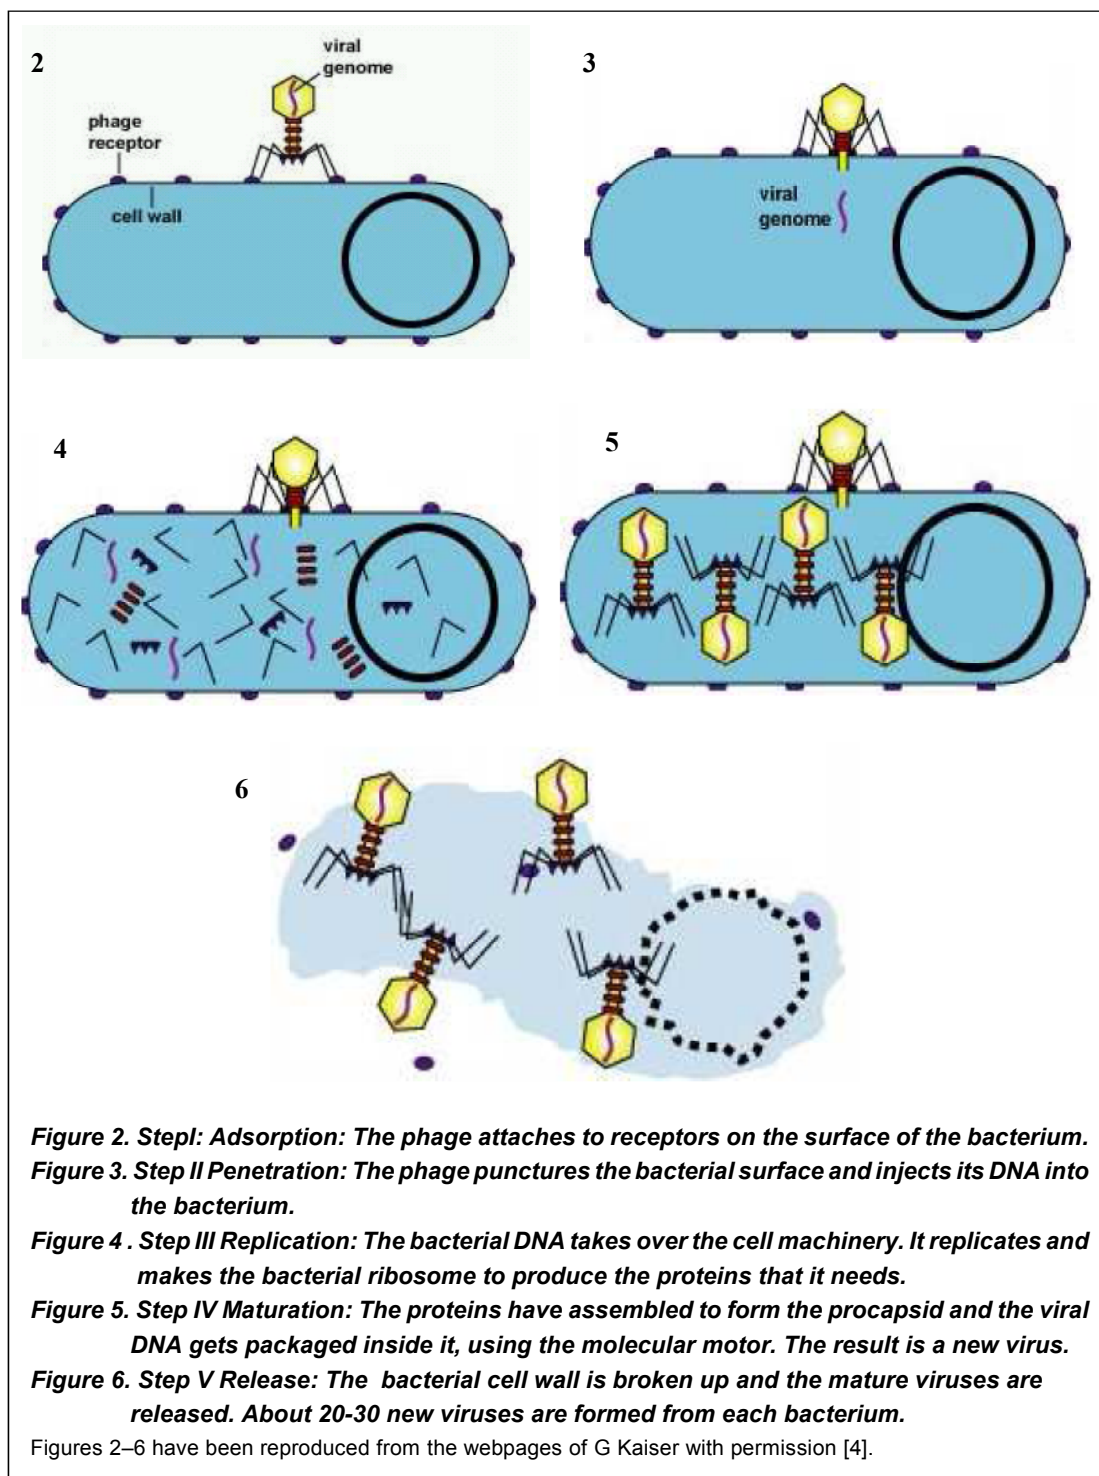 2
viral
genome
phage
receptor
cell wall
3
viral
genome
4
5
6
Figure 2. StepI: Adsorption: The phage attaches to receptors on the surface of the bacterium.
Figure 3. Step II Penetration: The phage punctures the bacterial surface and injects its DNA into
the bacterium.
Figure 4 . Step III Replication: The bacterial DNA takes over the cell machinery. It replicates and
makes the bacterial ribosome to produce the proteins that it needs.
Figure 5. Step IV Maturation: The proteins have assembled to form the procapsid and the viral
DNA gets packaged inside it, using the molecular motor. The result is a new virus.
Figure 6. Step V Release: The bacterial cell wall is broken up and the mature viruses are
released. About 20-30 new viruses are formed from each bacterium.
Figures 2–6 have been reproduced from the webpages of G Kaiser with permission [4].